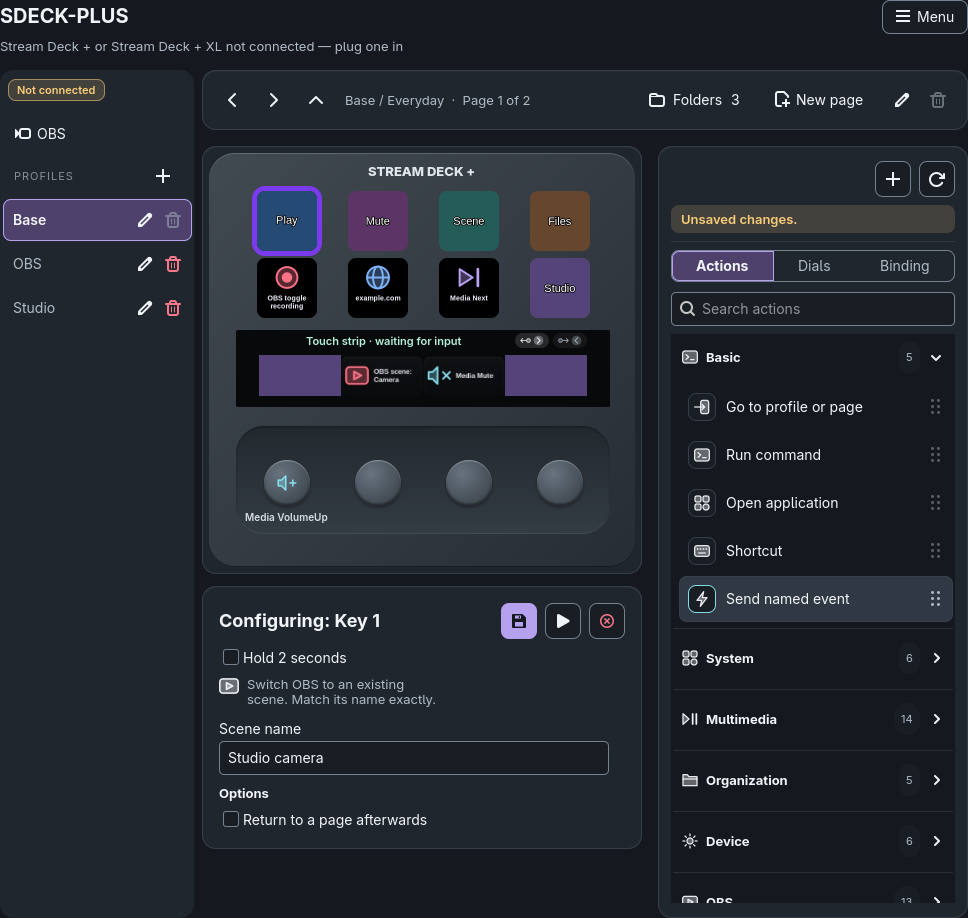 SDECK-PLUS
Menu
Stream Deck + or Stream Deck + XL not connected — plug one in
Not connected
OBS
PROFILES
Base
OBS
Studio
Base / Everyday · Page 1 of 2
Folders 3
New page
STREAM DECK +
Play
Mute
Scene
Files
OBS toggle
recording
example.com
Media Next
Studio
Touch strip · waiting for input
OBS scene:
Camera
Media Mute
Media VolumeUp
Configuring: Key 1
Hold 2 seconds
Switch OBS to an existing
scene. Match its name exactly.
Scene name
Studio camera
Options
Return to a page afterwards
Unsaved changes.
Actions
Dials
Binding
Search actions
Basic 5
Go to profile or page
Run command
Open application
Shortcut
Send named event
System 6
Multimedia 14
Organization 5
Device 6
OBS 13